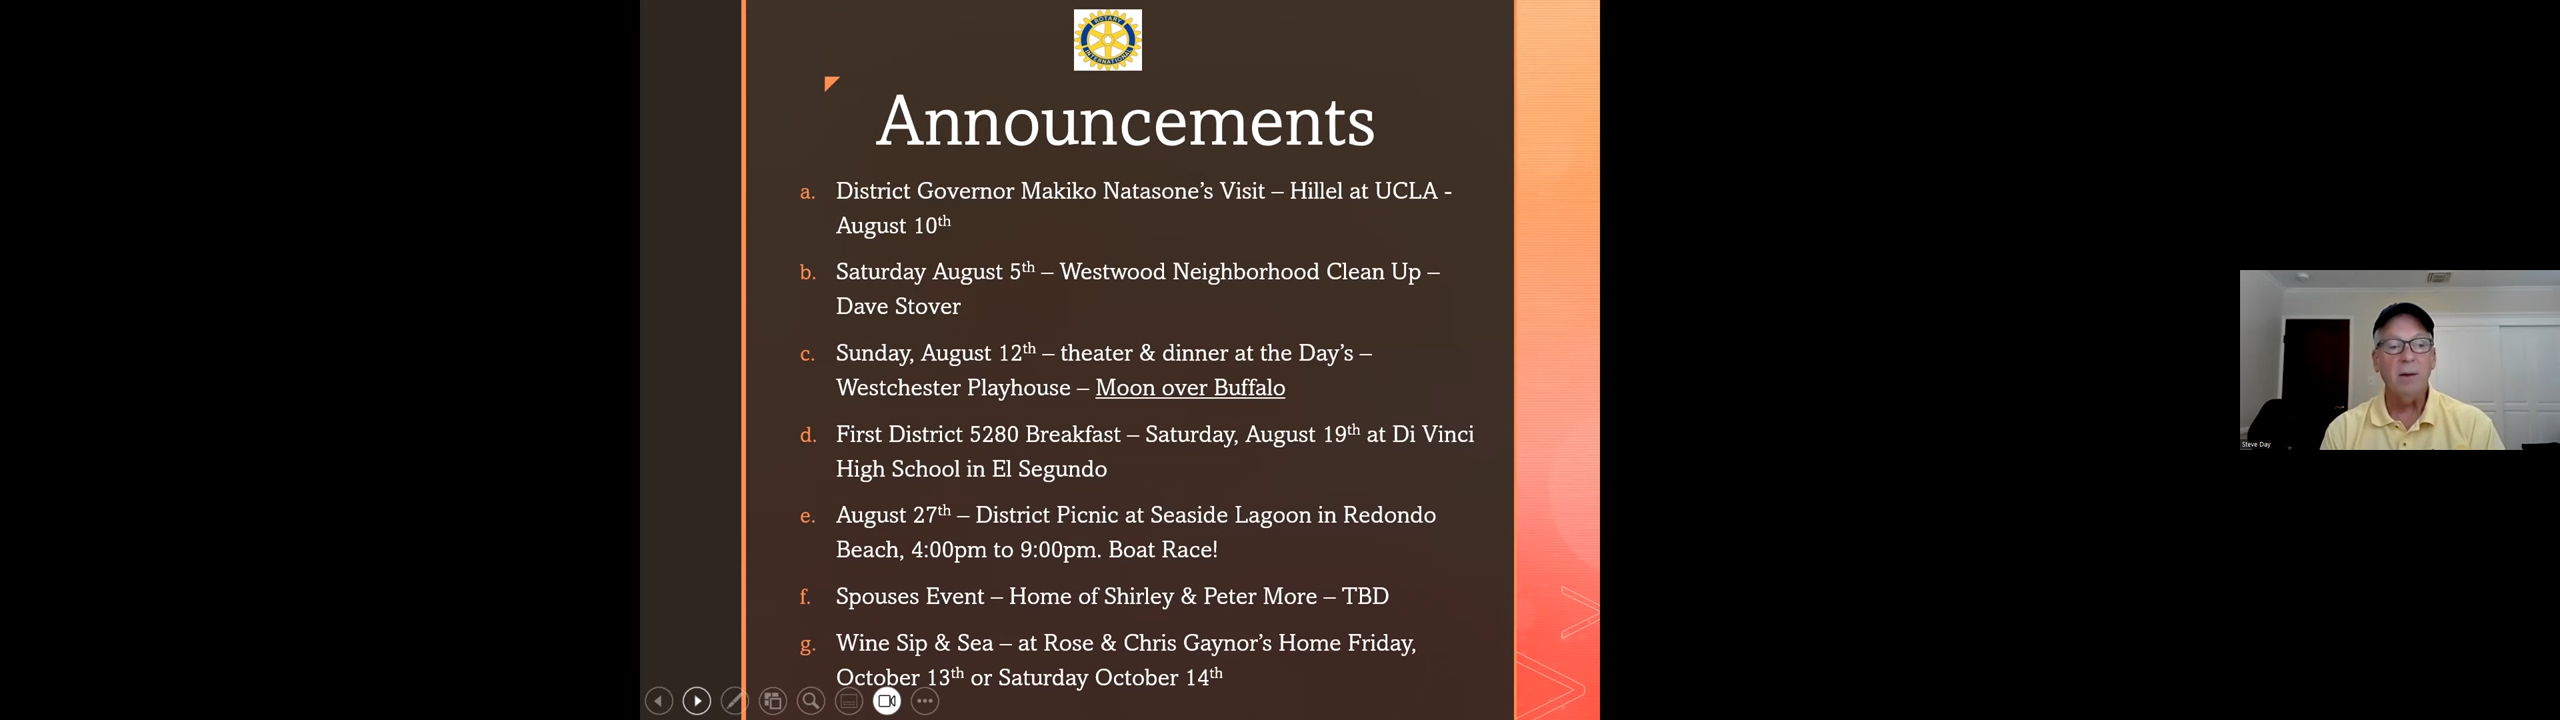 ROTARY
INTERNATIONAL
Announcements
a. District Governor Makiko Natasone's Visit – Hillel at UCLA -
August 10th
b. Saturday August 5th – Westwood Neighborhood Clean Up –
Dave Stover
c. Sunday, August 12th – theater & dinner at the Day's –
Westchester Playhouse – Moon over Buffalo
d. First District 5280 Breakfast – Saturday, August 19th at Di Vinci
High School in El Segundo
e. August 27th – District Picnic at Seaside Lagoon in Redondo
Beach, 4:00pm to 9:00pm. Boat Race!
f. Spouses Event – Home of Shirley & Peter More – TBD
g. Wine Sip & Sea – at Rose & Chris Gaynor's Home Friday,
October 13th or Saturday October 14th
Steve Day